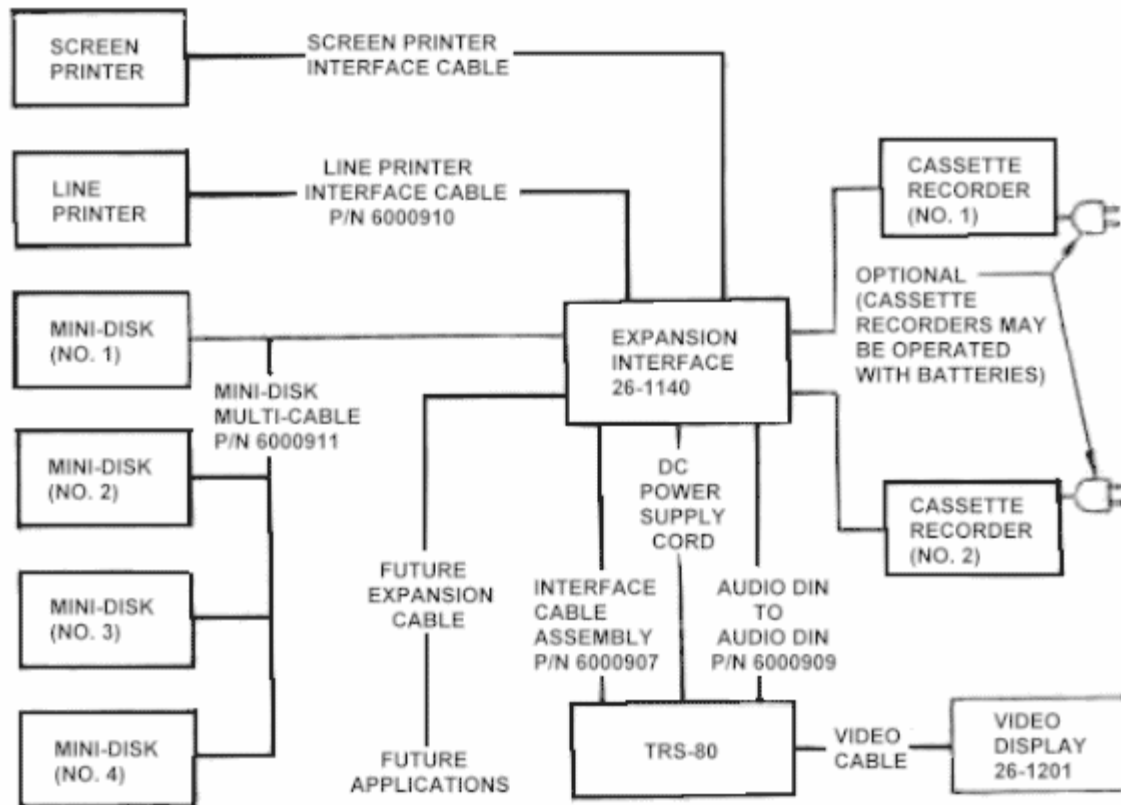 SCREEN
PRINTER
SCREEN PRINTER
INTERFACE CABLE
LINE
PRINTER
LINE PRINTER
INTERFACE CABLE
P/N 6000910
CASSETTE
RECORDER
(NO. 1)
OPTIONAL
(CASSETTE
RECORDERS MAY
BE OPERATED
WITH BATTERIES)
MINI-DISK
(NO. 1)
MINI-DISK
MULTI-CABLE
P/N 6000911
EXPANSION
INTERFACE
26-1140
MINI-DISK
(NO. 2)
DC
POWER
SUPPLY
CORD
CASSETTE
RECORDER
(NO. 2)
MINI-DISK
(NO. 3)
FUTURE
EXPANSION
CABLE
INTERFACE
CABLE
ASSEMBLY
P/N 6000907
AUDIO DIN
TO
AUDIO DIN
P/N 6000909
MINI-DISK
(NO. 4)
FUTURE
APPLICATIONS
TRS-80
VIDEO
CABLE
VIDEO
DISPLAY
26-1201